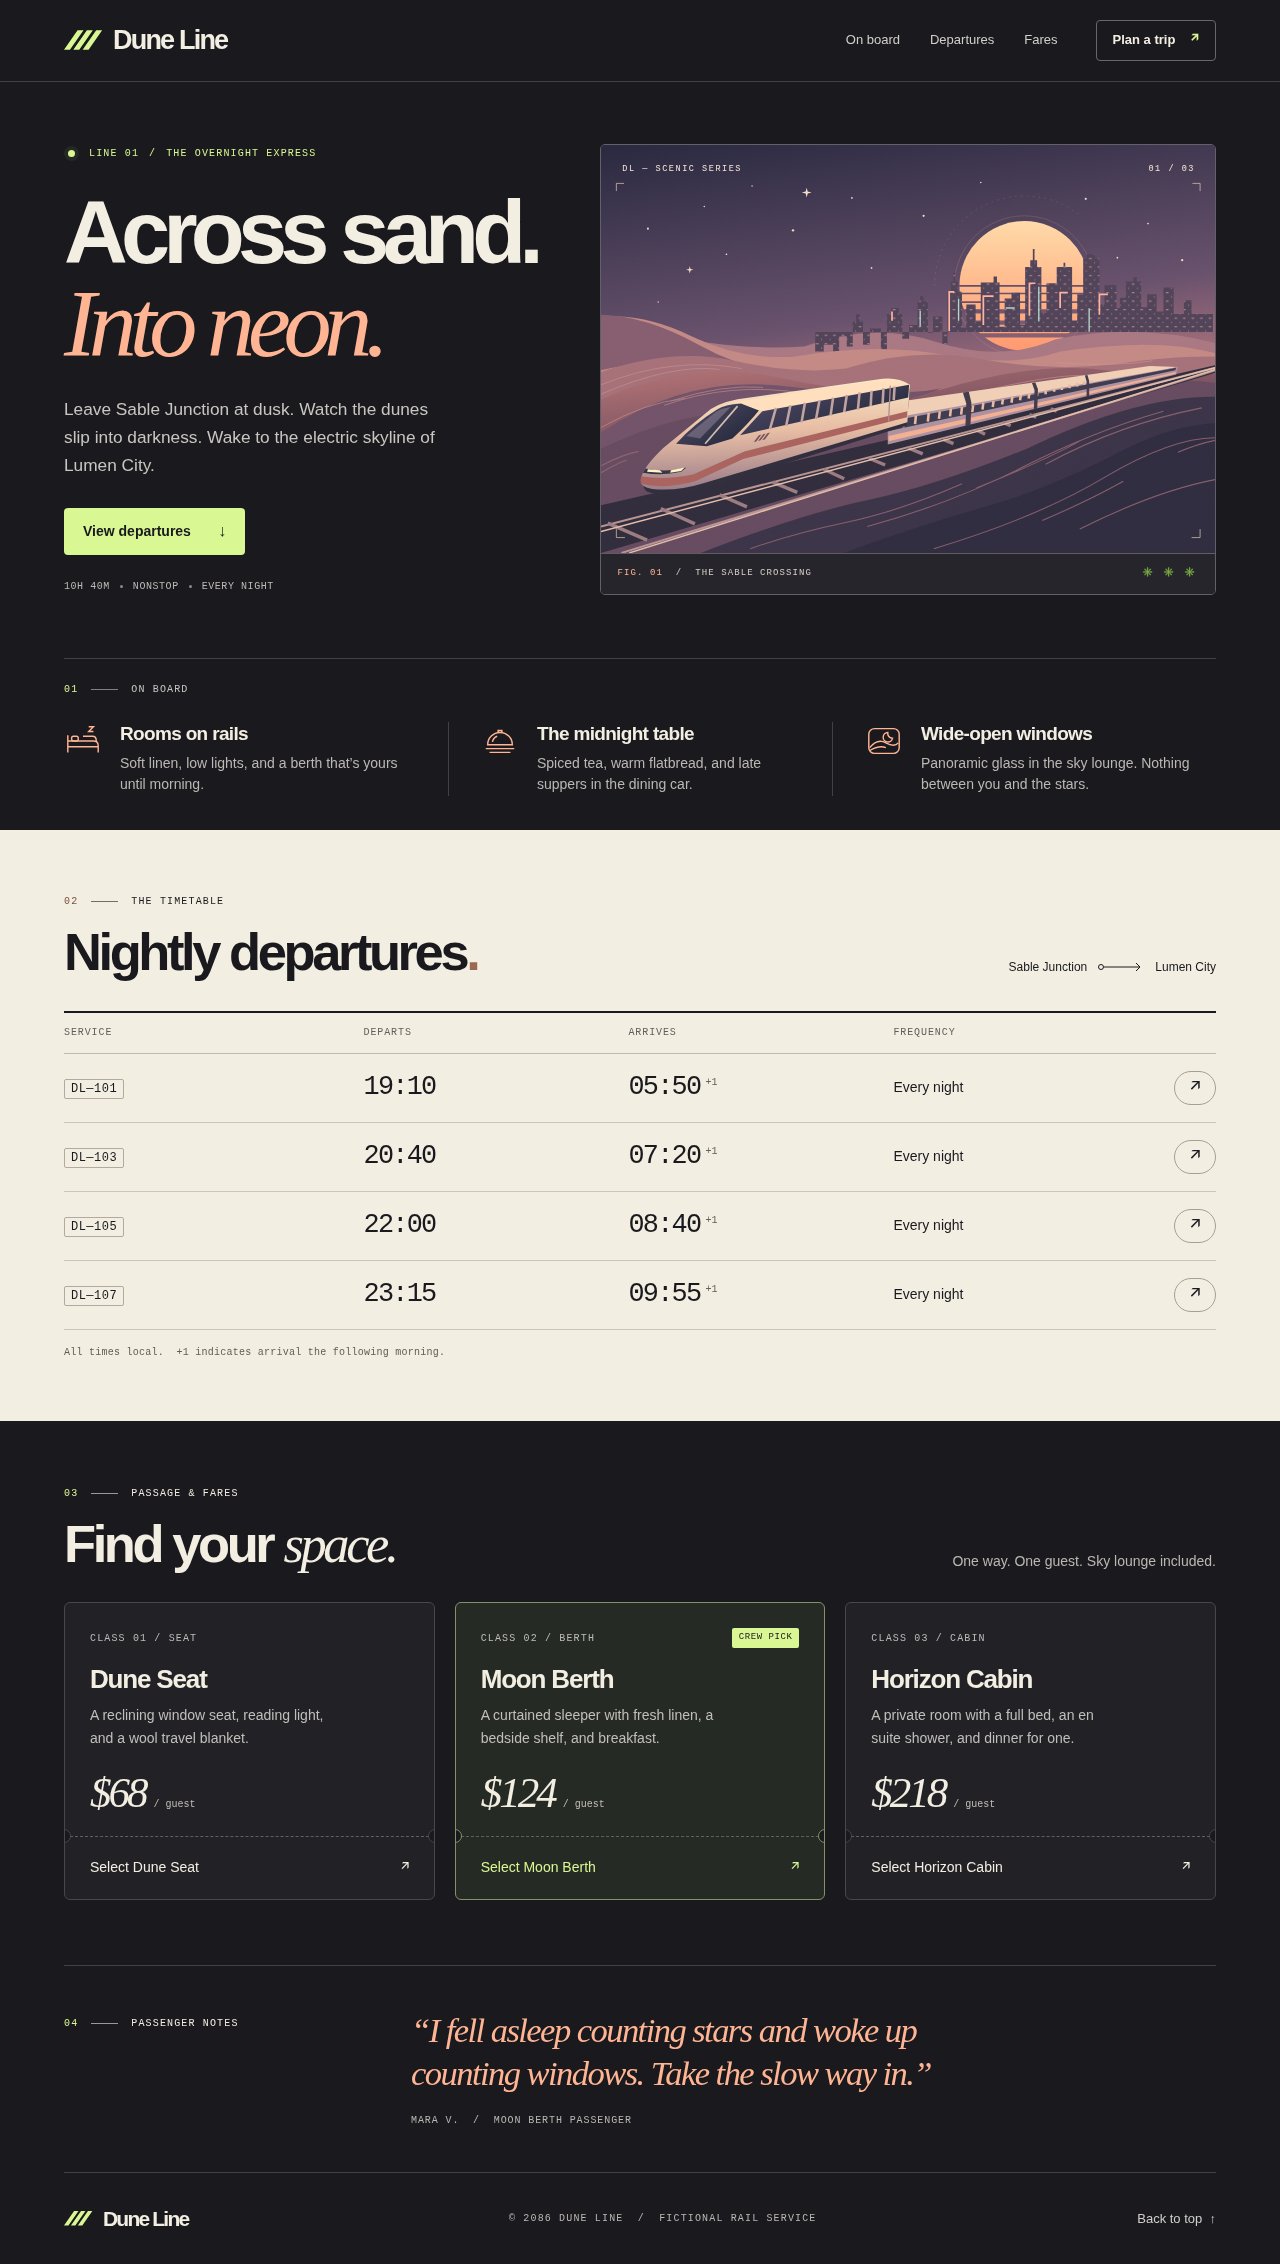 Dune Line
On board Departures Fares Plan a trip ↗
LINE 01 / THE OVERNIGHT EXPRESS
Across sand.
Into neon.
Leave Sable Junction at dusk. Watch the dunes
slip into darkness. Wake to the electric skyline of
Lumen City.
View departures ↓
10H 40M • NONSTOP • EVERY NIGHT
DL — SCENIC SERIES 01 / 03
FIG. 01 / THE SABLE CROSSING
01 ON BOARD
Rooms on rails
Soft linen, low lights, and a berth that’s yours
until morning.
The midnight table
Spiced tea, warm flatbread, and late
suppers in the dining car.
Wide-open windows
Panoramic glass in the sky lounge. Nothing
between you and the stars.
02 THE TIMETABLE
Nightly departures.
Sable Junction Lumen City
SERVICE DEPARTS ARRIVES FREQUENCY
DL—101 19:10 05:50 +1 Every night ↗
DL—103 20:40 07:20 +1 Every night ↗
DL—105 22:00 08:40 +1 Every night ↗
DL—107 23:15 09:55 +1 Every night ↗
All times local. +1 indicates arrival the following morning.
03 PASSAGE & FARES
Find your space.
One way. One guest. Sky lounge included.
CLASS 01 / SEAT
Dune Seat
A reclining window seat, reading light,
and a wool travel blanket.
$68 / guest
Select Dune Seat ↗
CLASS 02 / BERTH CREW PICK
Moon Berth
A curtained sleeper with fresh linen, a
bedside shelf, and breakfast.
$124 / guest
Select Moon Berth ↗
CLASS 03 / CABIN
Horizon Cabin
A private room with a full bed, an en
suite shower, and dinner for one.
$218 / guest
Select Horizon Cabin ↗
04 PASSENGER NOTES
“I fell asleep counting stars and woke up
counting windows. Take the slow way in.”
MARA V. / MOON BERTH PASSENGER
Dune Line
© 2086 DUNE LINE / FICTIONAL RAIL SERVICE
Back to top ↑